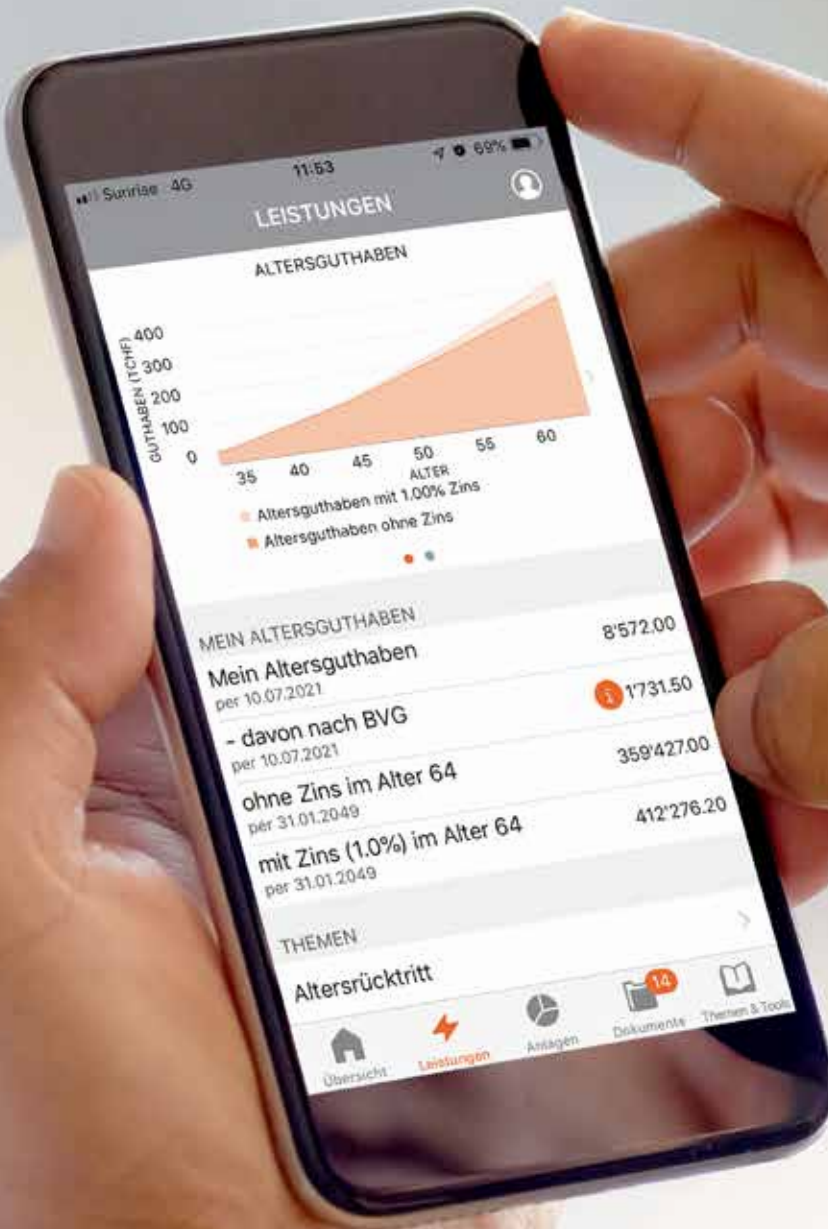 Sunrise 4G 11:53 69%
LEISTUNGEN
ALTERSGUTHABEN
GUTHABEN (TCHF)
400
300
200
100
0
35 40 45 50 55 60
ALTER
Altersguthaben mit 1.00% Zins
Altersguthaben ohne Zins
MEIN ALTERSGUTHABEN
Mein Altersguthaben 8'572.00
per 10.07.2021
- davon nach BVG i 1'731.50
per 10.07.2021
ohne Zins im Alter 64 359'427.00
per 31.01.2049
mit Zins (1.0%) im Alter 64 412'276.20
per 31.01.2049
THEMEN
Altersrücktritt
14
Übersicht Leistungen Anlagen Dokumente Themen & Tools